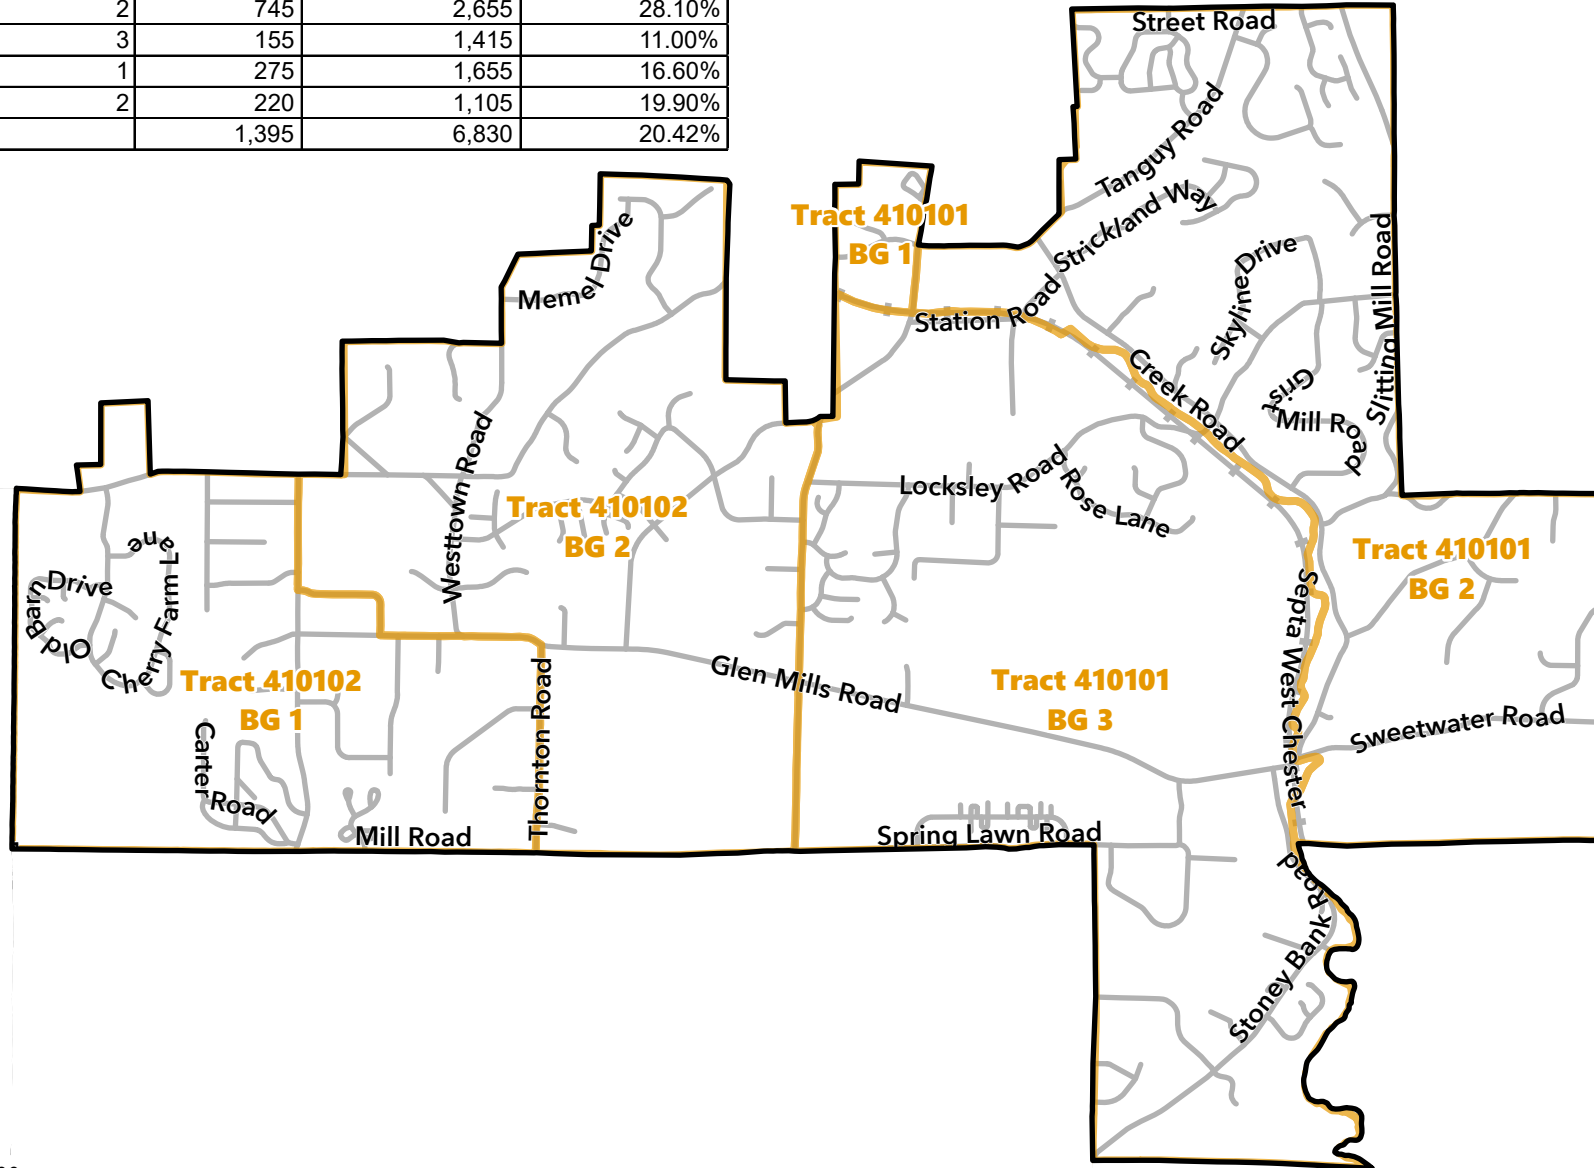 2 745 2,655 28.10%
3 155 1,415 11.00%
1 275 1,655 16.60%
2 220 1,105 19.90%
1,395 6,830 20.42%
Street Road
Tanguy Road
Strickland Way
Tract 410101
BG 1
Memel Drive
Station Road
Skyline Drive
Slitting Mill Road
Creek Road
Grist
Mill Road
Westtown Road
Locksley Road
Rose Lane
Tract 410102
BG 2
Tract 410101
BG 2
Old Barn Drive
Cherry Farm Lane
Septa West Chester
Tract 410102
BG 1
Glen Mills Road
Tract 410101
BG 3
Thornton Road
Sweetwater Road
Carter Road
Mill Road
Spring Lawn Road
Stoney Bank Road